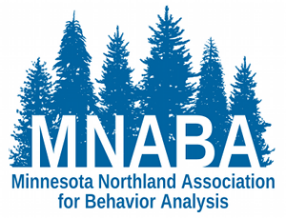 MNABA
Minnesota Northland Association
for Behavior Analysis